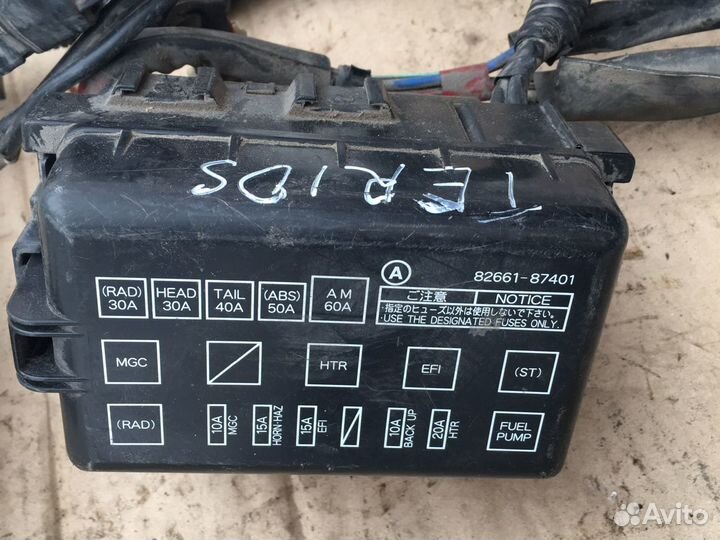 TERIOS
A
82661-87401
(RAD) 30A
HEAD 30A
TAIL 40A
(ABS) 50A
AM 60A
ご注意 NOTICE
・指定のヒューズ以外は使用しないで下さい。
・USE THE DESIGNATED FUSES ONLY.
MGC
HTR
EFI
(ST)
(RAD)
10A MGC
15A HORN·HAZ
15A EFI
10A BACK UP
20A HTR
FUEL PUMP
Avito